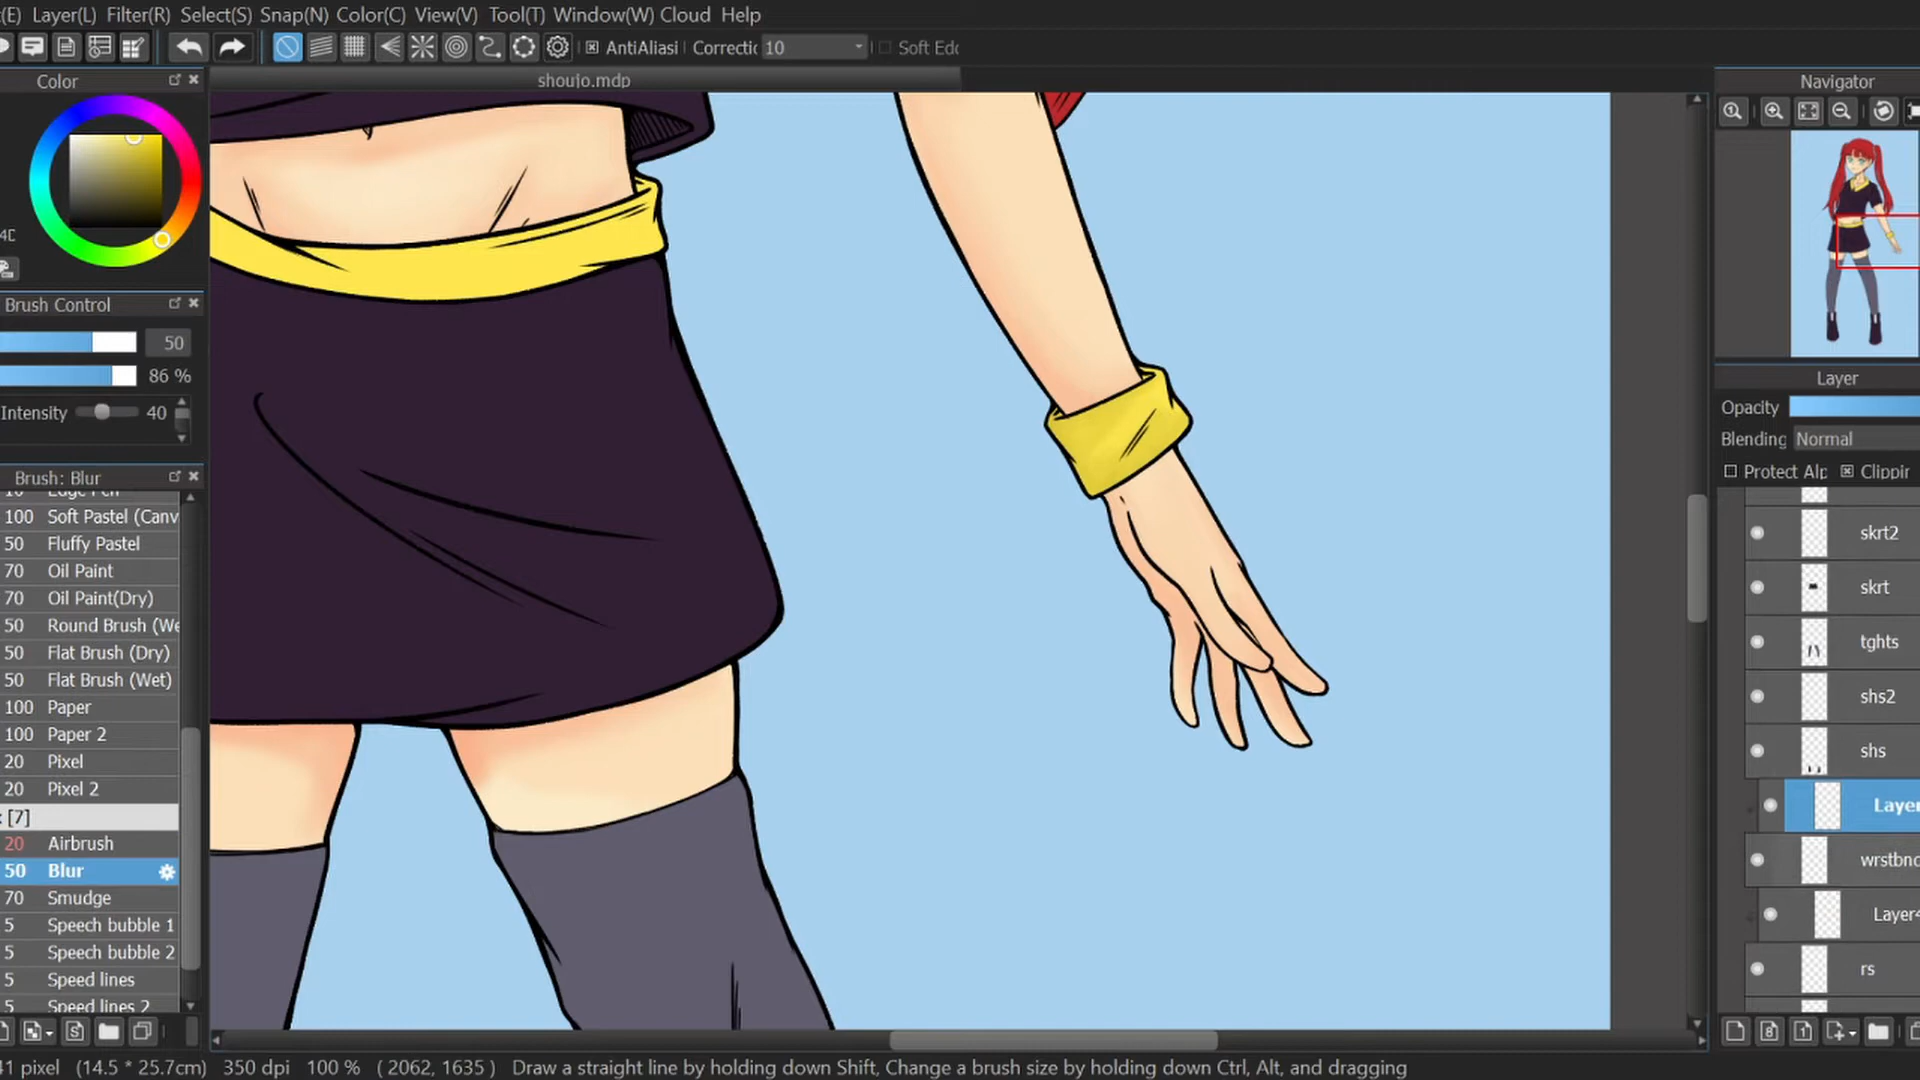 (E) Layer(L) Filter(R) Select(S) Snap(N) Color(C) View(V) Tool(T) Window(W) Cloud Help
AntiAliasi Correctic 10 Soft Edc
Color
shoujo.mdp
Navigator
4D
Brush Control
50
86 %
Intensity 40
Brush: Blur
Edge Pen
100 Soft Pastel (Canv
50 Fluffy Pastel
70 Oil Paint
70 Oil Paint(Dry)
50 Round Brush (We
50 Flat Brush (Dry)
50 Flat Brush (Wet)
100 Paper
100 Paper 2
20 Pixel
20 Pixel 2
[7]
20 Airbrush
50 Blur
70 Smudge
5 Speech bubble 1
5 Speech bubble 2
5 Speed lines
5 Speed lines 2
Layer
Opacity
Blending Normal
Protect Alp Clippir
skrt2
skrt
tghts
shs2
shs
Layer
wrstbnd
Layer4
rs
41 pixel (14.5 * 25.7cm) 350 dpi 100 % ( 2062, 1635 ) Draw a straight line by holding down Shift, Change a brush size by holding down Ctrl, Alt, and dragging